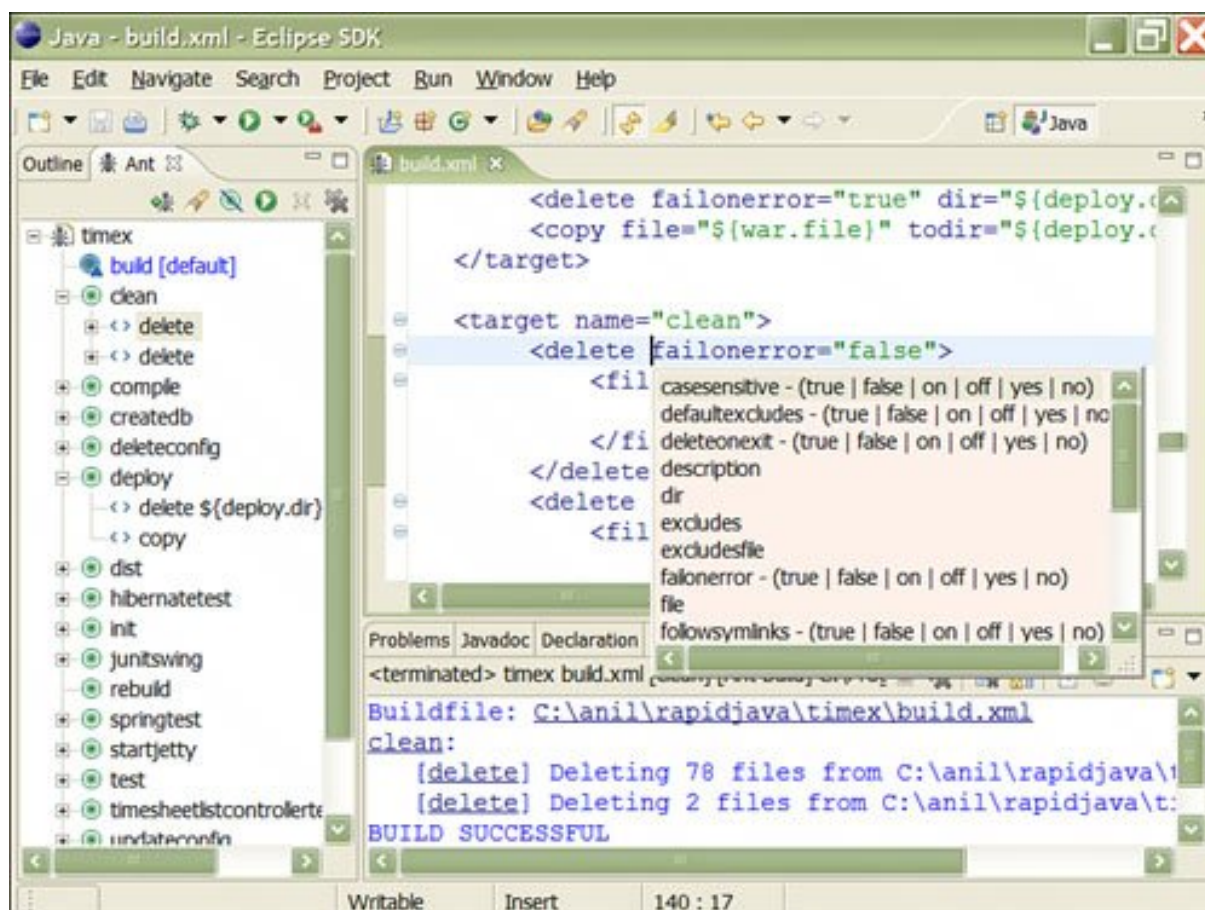 Java - build.xml - Eclipse SDK
File Edit Navigate Search Project Run Window Help
Java
Outline Ant
timex
build [default]
clean
delete
delete
compile
createdb
deleteconfig
deploy
delete ${deploy.dir}
copy
dist
hibernatetest
init
junitswing
rebuild
springtest
startjetty
test
timesheetlistcontrollerte
updateconfig
build.xml
<delete failonerror="true" dir="${deploy.
<copy file="${war.file}" todir="${deploy.
</target>
<target name="clean">
<delete failonerror="false">
<fil
</fi
</delete
<delete
<fil
casesensitive - (true | false | on | off | yes | no)
defaultexcludes - (true | false | on | off | yes | no
deleteonexit - (true | false | on | off | yes | no)
description
dir
excludes
excludesfile
failonerror - (true | false | on | off | yes | no)
file
followsymlinks - (true | false | on | off | yes | no)
Problems Javadoc Declaration
<terminated> timex build.xml
Buildfile: C:\anil\rapidjava\timex\build.xml
clean:
[delete] Deleting 78 files from C:\anil\rapidjava\t
[delete] Deleting 2 files from C:\anil\rapidjava\t
BUILD SUCCESSFUL
Writable Insert 140 : 17